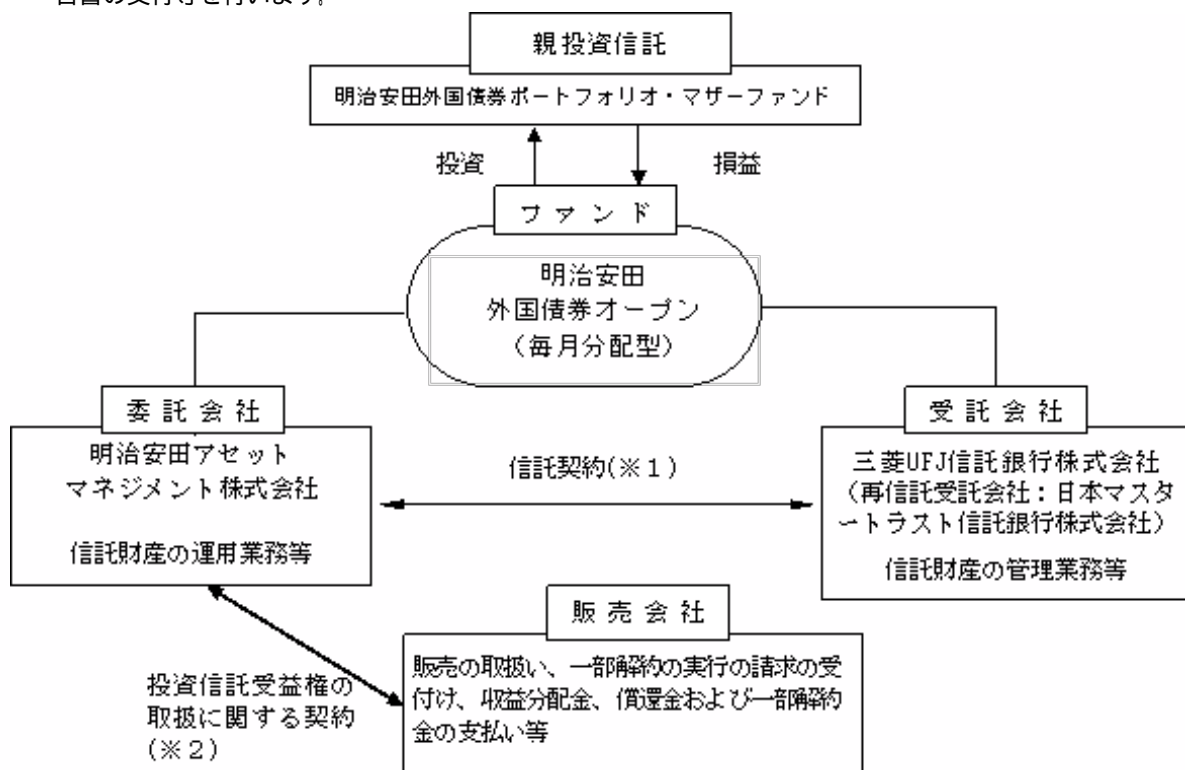 親投資信託
明治安田外国債券ポートフォリオ・マザーファンド
投資
損益
ファンド
明治安田
外国債券オープン
(毎月分配型)
委託会社
明治安田アセット
マネジメント株式会社
信託財産の運用業務等
信託契約(※1)
受託会社
三菱UFJ信託銀行株式会社
(再信託受託会社:日本マスタ
ートラスト信託銀行株式会社)
信託財産の管理業務等
投資信託受益権の
取扱に関する契約
(※2)
販売会社
販売の取扱い、一部解約の実行の請求の受
付け、収益分配金、償還金および一部解約
金の支払い等